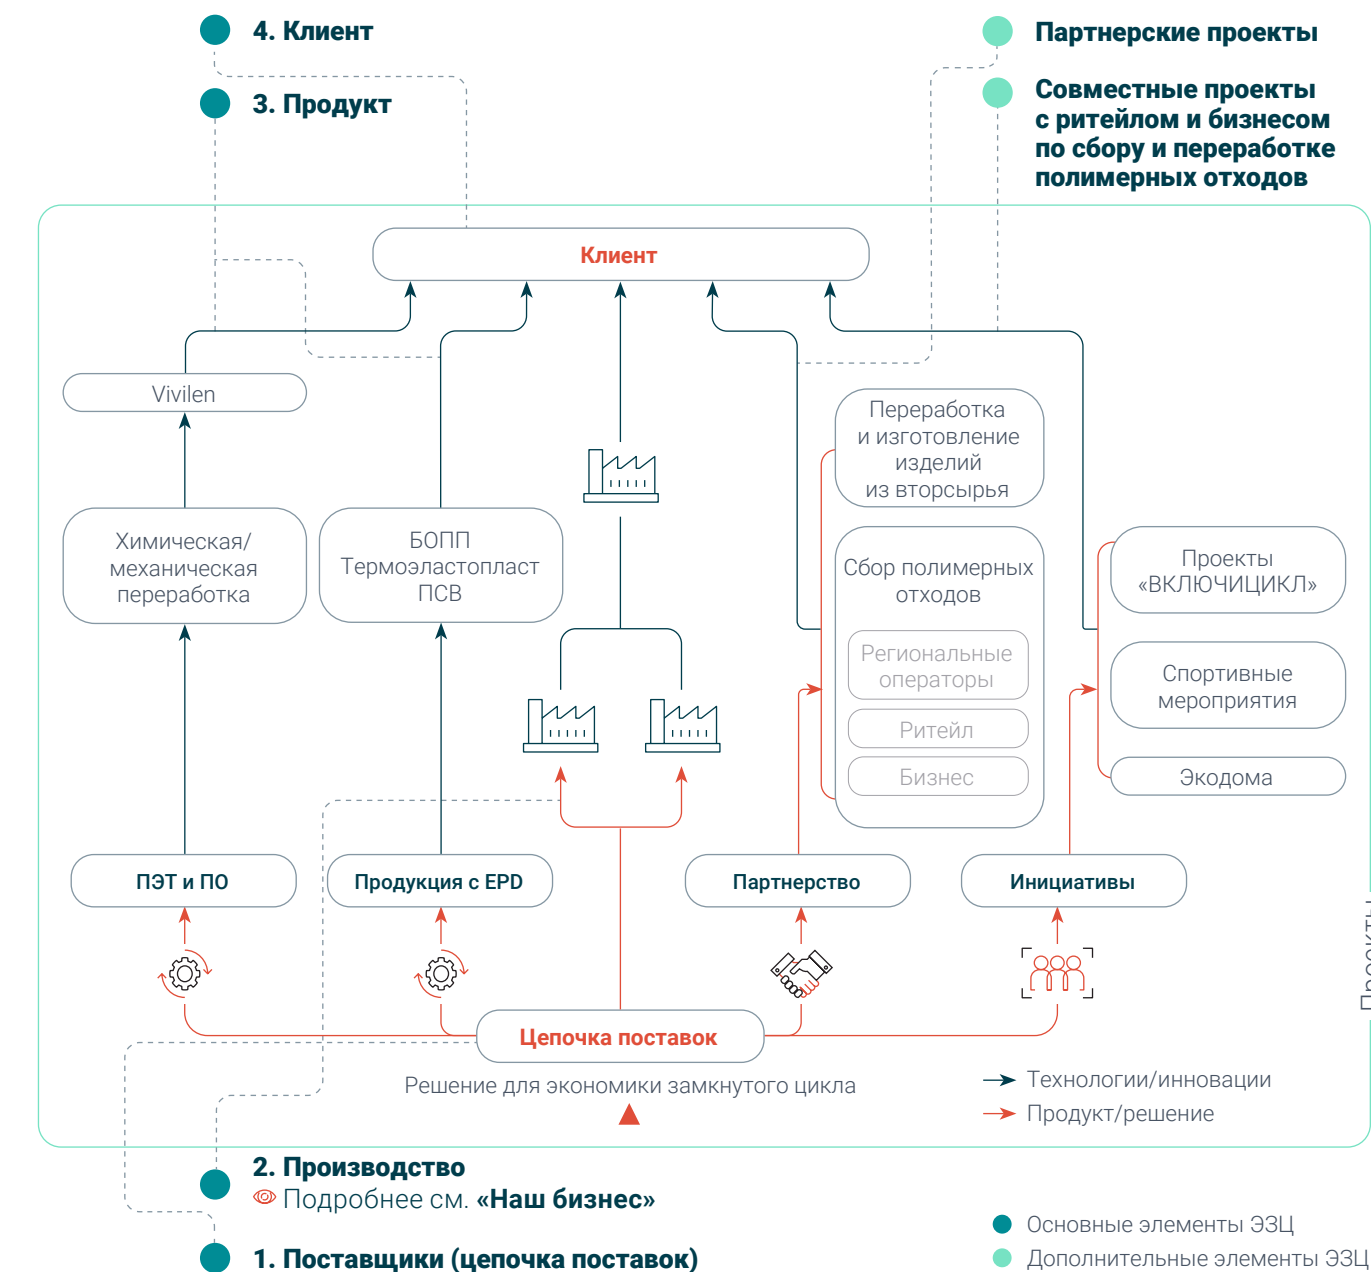 4. Клиент
3. Продукт
Партнерские проекты
Совместные проекты
с ритейлом и бизнесом
по сбору и переработке
полимерных отходов
Клиент
Vivilen
Химическая/
механическая
переработка
БОПП
Термоэластопласт
ПСВ
Переработка
и изготовление
изделий
из вторсырья
Сбор полимерных
отходов
Региональные
операторы
Ритейл
Бизнес
Проекты
«ВКЛЮЧИЦИКЛ»
Спортивные
мероприятия
Экодома
ПЭТ и ПО
Продукция с EPD
Партнерство
Инициативы
Проекты
Цепочка поставок
Решение для экономики замкнутого цикла
Технологии/инновации
Продукт/решение
2. Производство
Подробнее см. «Наш бизнес»
1. Поставщики (цепочка поставок)
Основные элементы ЭЗЦ
Дополнительные элементы ЭЗЦ